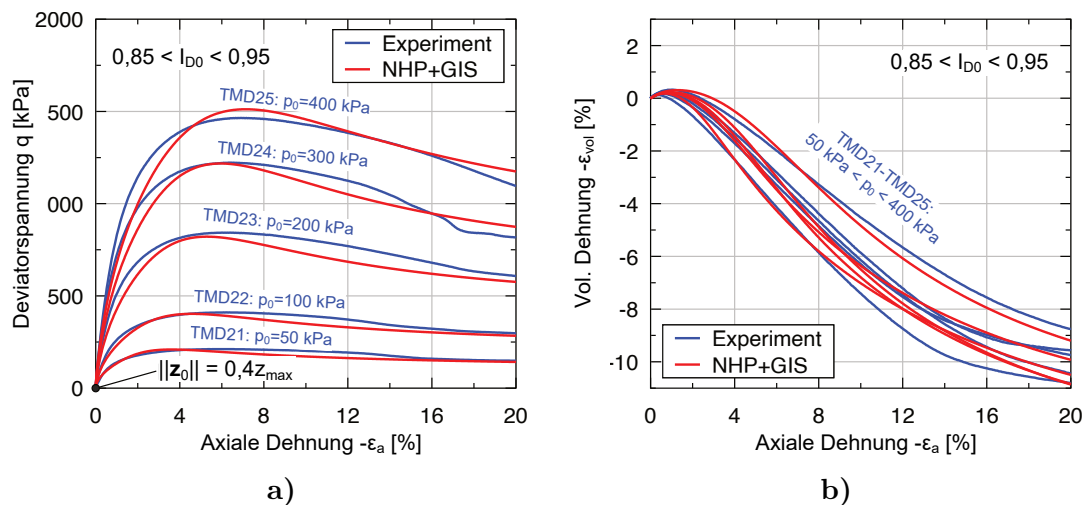 2000
0,85 < I_D0 < 0,95
Experiment
NHP+GIS
TMD25: p₀=400 kPa
500
TMD24: p₀=300 kPa
000
TMD23: p₀=200 kPa
500
TMD22: p₀=100 kPa
TMD21: p₀=50 kPa
||z₀|| = 0,4z_max
0
0 4 8 12 16 20
Deviatorspannung q [kPa]
Axiale Dehnung -ε_a [%]
a)
2
0,85 < I_D0 < 0,95
0
TMD21-TMD25:
50 kPa < p₀ < 400 kPa
-2
-4
-6
-8
-10
Experiment
NHP+GIS
0 4 8 12 16 20
Vol. Dehnung -ε_vol [%]
Axiale Dehnung -ε_a [%]
b)